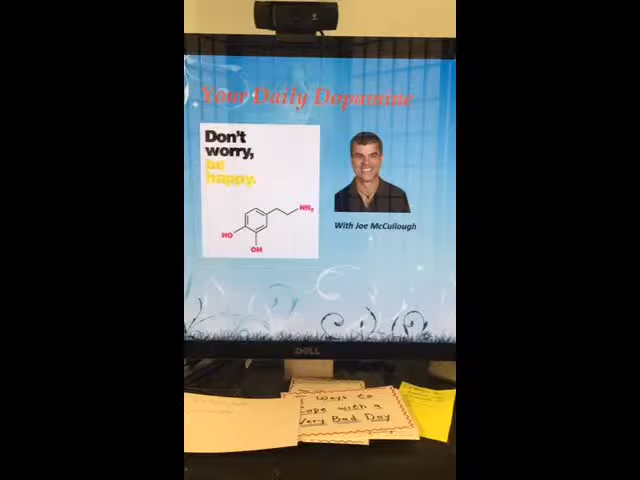 Your Daily Dopamine
Don't
worry,
be
happy.
NH₂
HO
OH
With Joe McCullough
DELL
Ways to
Cope with a
Very Bad Day